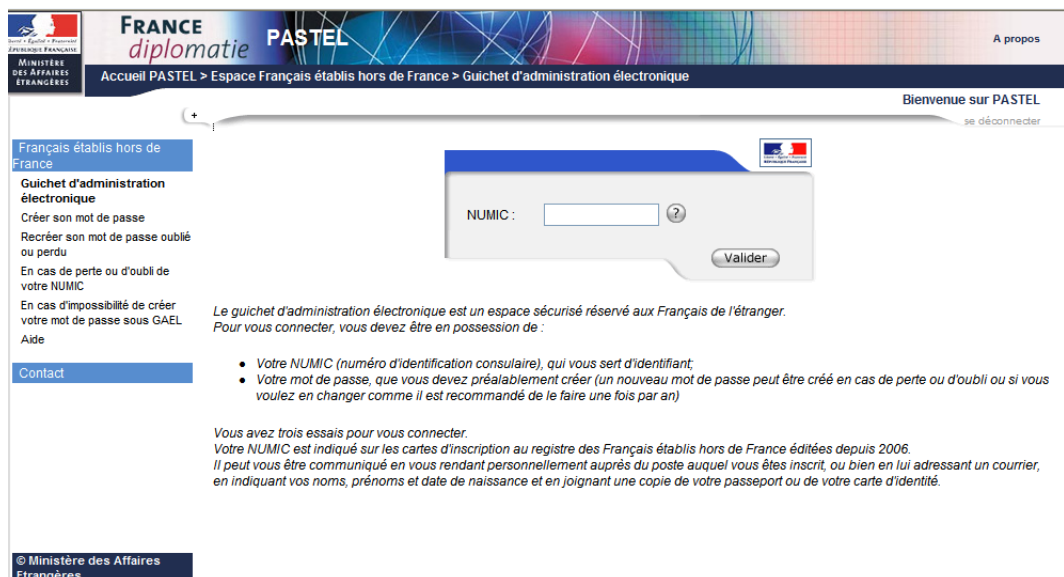 FRANCE
diplomatie
PASTEL
A propos
RÉPUBLIQUE FRANÇAISE
MINISTÈRE
DES AFFAIRES
ÉTRANGÈRES
Accueil PASTEL > Espace Français établis hors de France > Guichet d'administration électronique
Bienvenue sur PASTEL
se déconnecter
+
Français établis hors de
France
Guichet d'administration
électronique
Créer son mot de passe
Recréer son mot de passe oublié
ou perdu
En cas de perte ou d'oubli de
votre NUMIC
En cas d'impossibilité de créer
votre mot de passe sous GAEL
Aide
Contact
NUMIC :
?
Valider
Le guichet d'administration électronique est un espace sécurisé réservé aux Français de l'étranger.
Pour vous connecter, vous devez être en possession de :
• Votre NUMIC (numéro d'identification consulaire), qui vous sert d'identifiant;
• Votre mot de passe, que vous devez préalablement créer (un nouveau mot de passe peut être créé en cas de perte ou d'oubli ou si vous
voulez en changer comme il est recommandé de le faire une fois par an)
Vous avez trois essais pour vous connecter.
Votre NUMIC est indiqué sur les cartes d'inscription au registre des Français établis hors de France éditées depuis 2006.
Il peut vous être communiqué en vous rendant personnellement auprès du poste auquel vous êtes inscrit, ou bien en lui adressant un courrier,
en indiquant vos noms, prénoms et date de naissance et en joignant une copie de votre passeport ou de votre carte d'identité.
© Ministère des Affaires
Etrangères